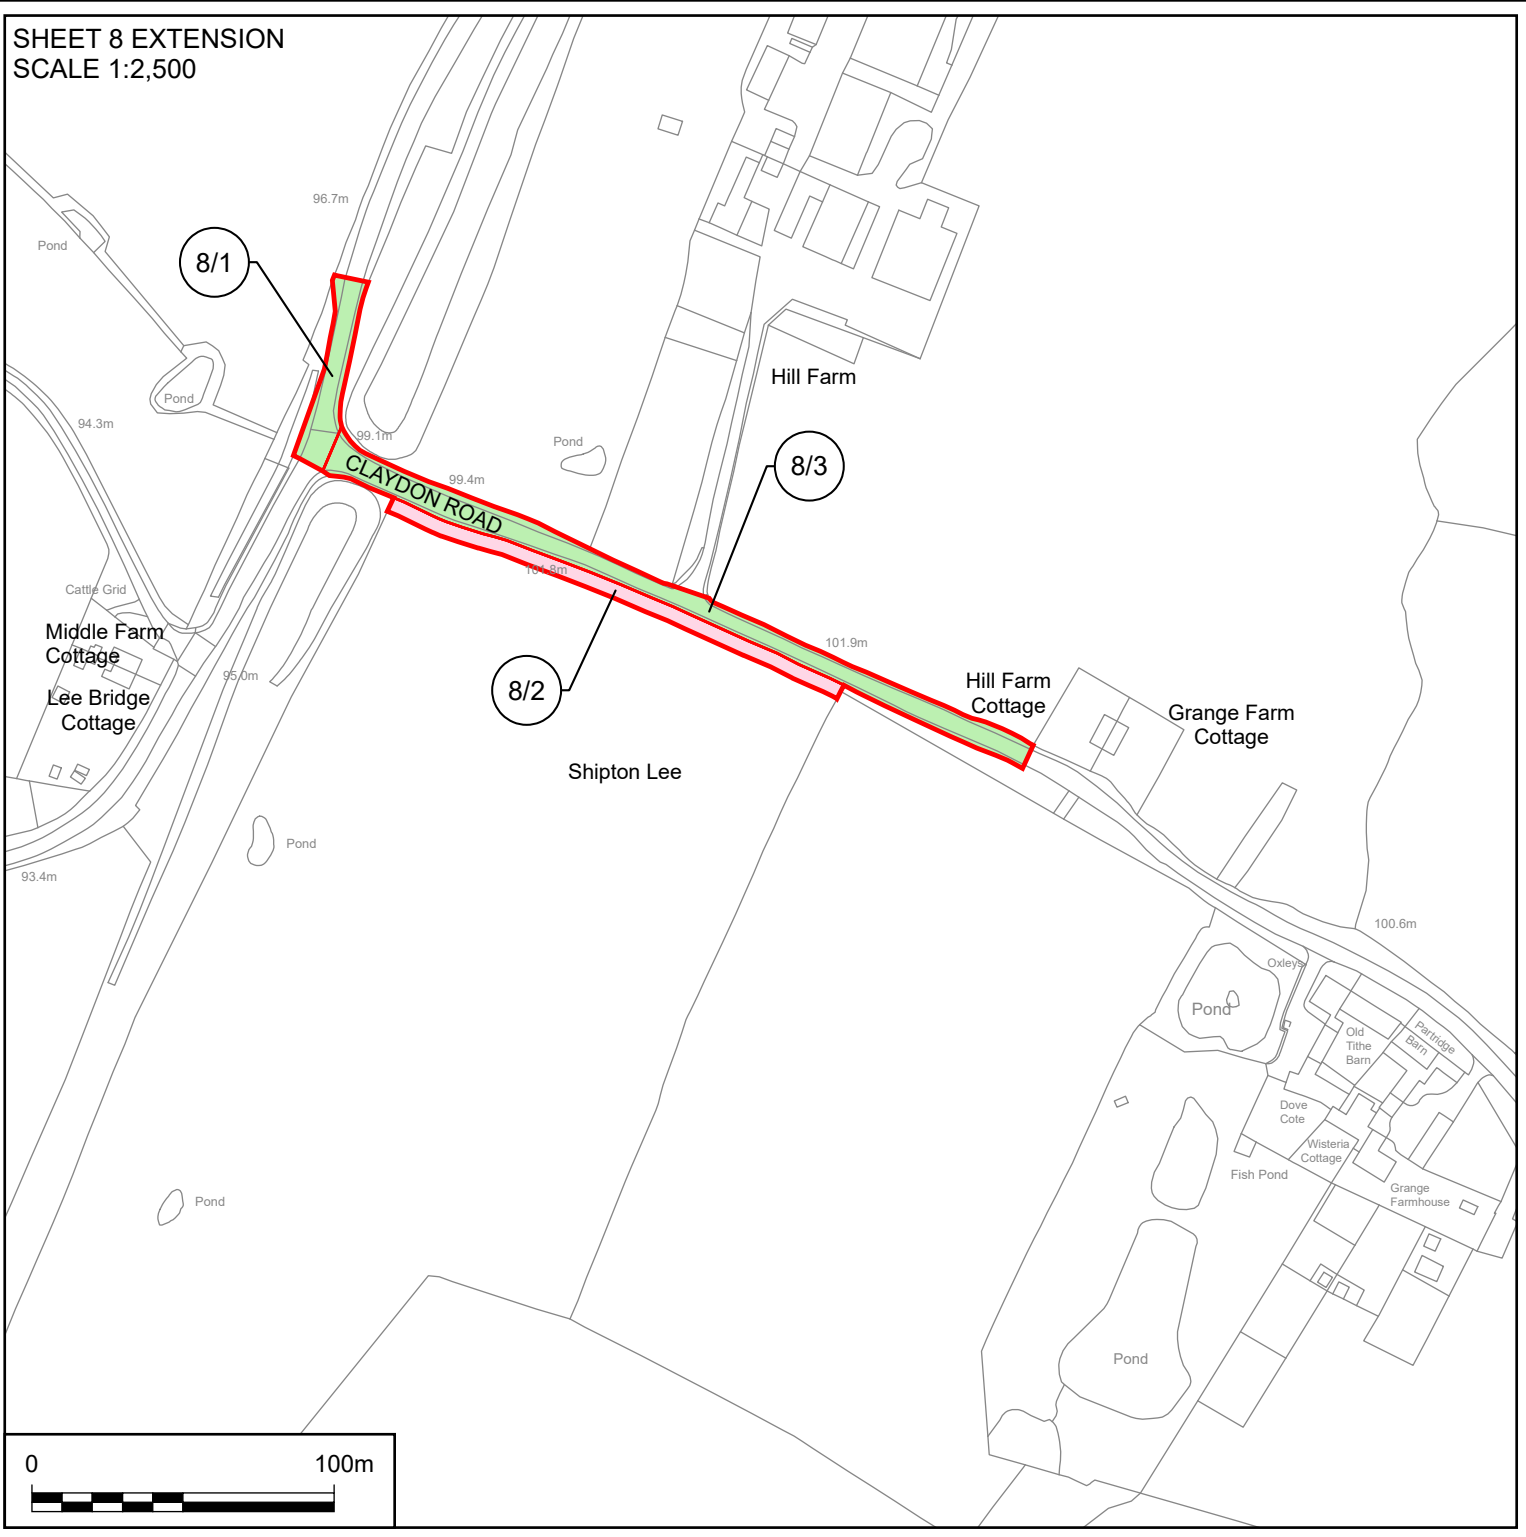 SHEET 8 EXTENSION
SCALE 1:2,500
96.7m
Pond
8/1
Hill Farm
Pond
94.3m
99.1m
Pond
8/3
CLAYDON ROAD
99.4m
101.8m
Cattle Grid
Middle Farm
Cottage
101.9m
95.0m
8/2
Lee Bridge
Cottage
Hill Farm
Cottage
Grange Farm
Cottage
Shipton Lee
Pond
93.4m
100.6m
Oxleys
Pond
Old
Tithe
Barn
Partridge
Barn
Dove
Cote
Wisteria
Cottage
Fish Pond
Grange
Farmhouse
Pond
Pond
0
100m